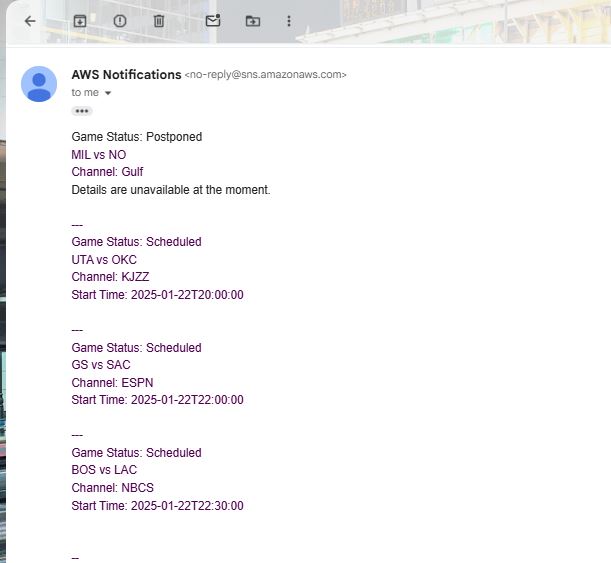 AWS Notifications <no-reply@sns.amazonaws.com>
to me
Game Status: Postponed
MIL vs NO
Channel: Gulf
Details are unavailable at the moment.
---
Game Status: Scheduled
UTA vs OKC
Channel: KJZZ
Start Time: 2025-01-22T20:00:00
---
Game Status: Scheduled
GS vs SAC
Channel: ESPN
Start Time: 2025-01-22T22:00:00
---
Game Status: Scheduled
BOS vs LAC
Channel: NBCS
Start Time: 2025-01-22T22:30:00
--